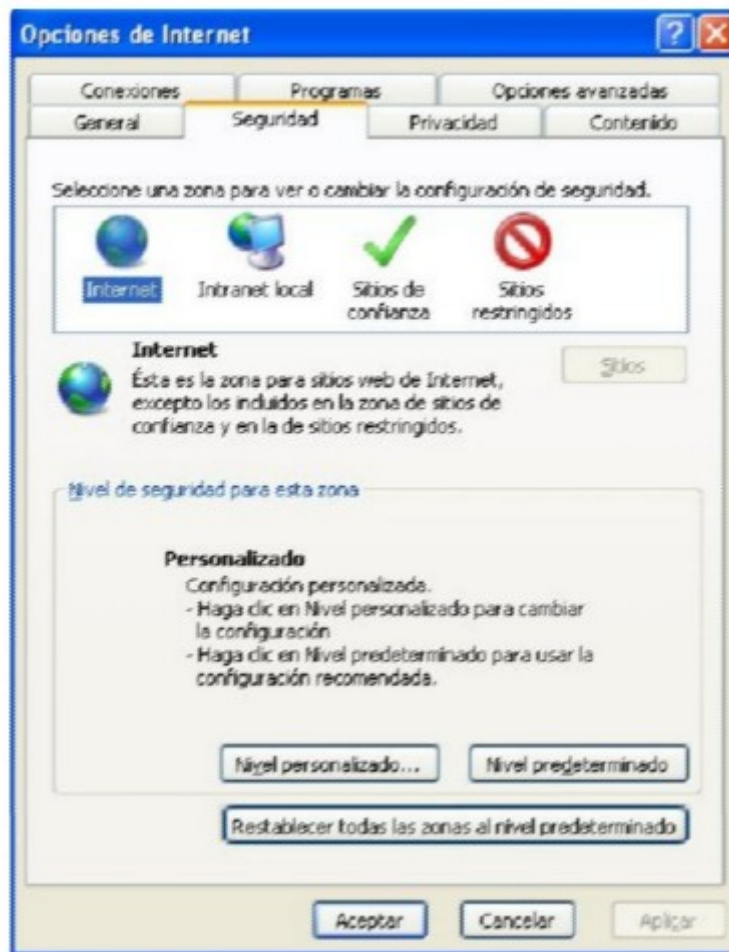 Opciones de Internet
Conexiones Programas Opciones avanzadas
General Seguridad Privacidad Contenido
Seleccione una zona para ver o cambiar la configuración de seguridad.
Internet Intranet local Sitios de confianza Sitios restringidos
Internet
Ésta es la zona para sitios web de Internet,
excepto los incluidos en la zona de sitios de
confianza y en la de sitios restringidos.
Sitios
Nivel de seguridad para esta zona
Personalizado
Configuración personalizada.
- Haga clic en Nivel personalizado para cambiar
la configuración
- Haga clic en Nivel predeterminado para usar la
configuración recomendada.
Nivel personalizado... Nivel predeterminado
Restablecer todas las zonas al nivel predeterminado
Aceptar Cancelar Aplicar